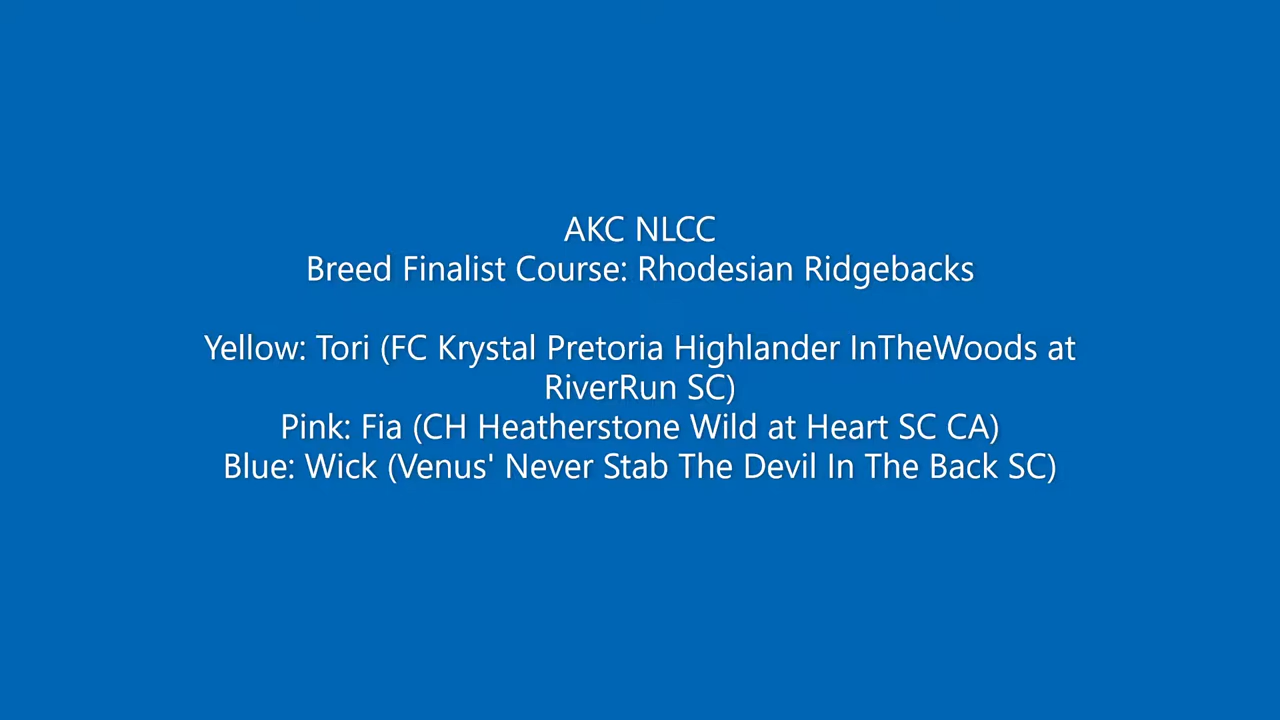 AKC NLCC
Breed Finalist Course: Rhodesian Ridgebacks
Yellow: Tori (FC Krystal Pretoria Highlander InTheWoods at
RiverRun SC)
Pink: Fia (CH Heatherstone Wild at Heart SC CA)
Blue: Wick (Venus' Never Stab The Devil In The Back SC)